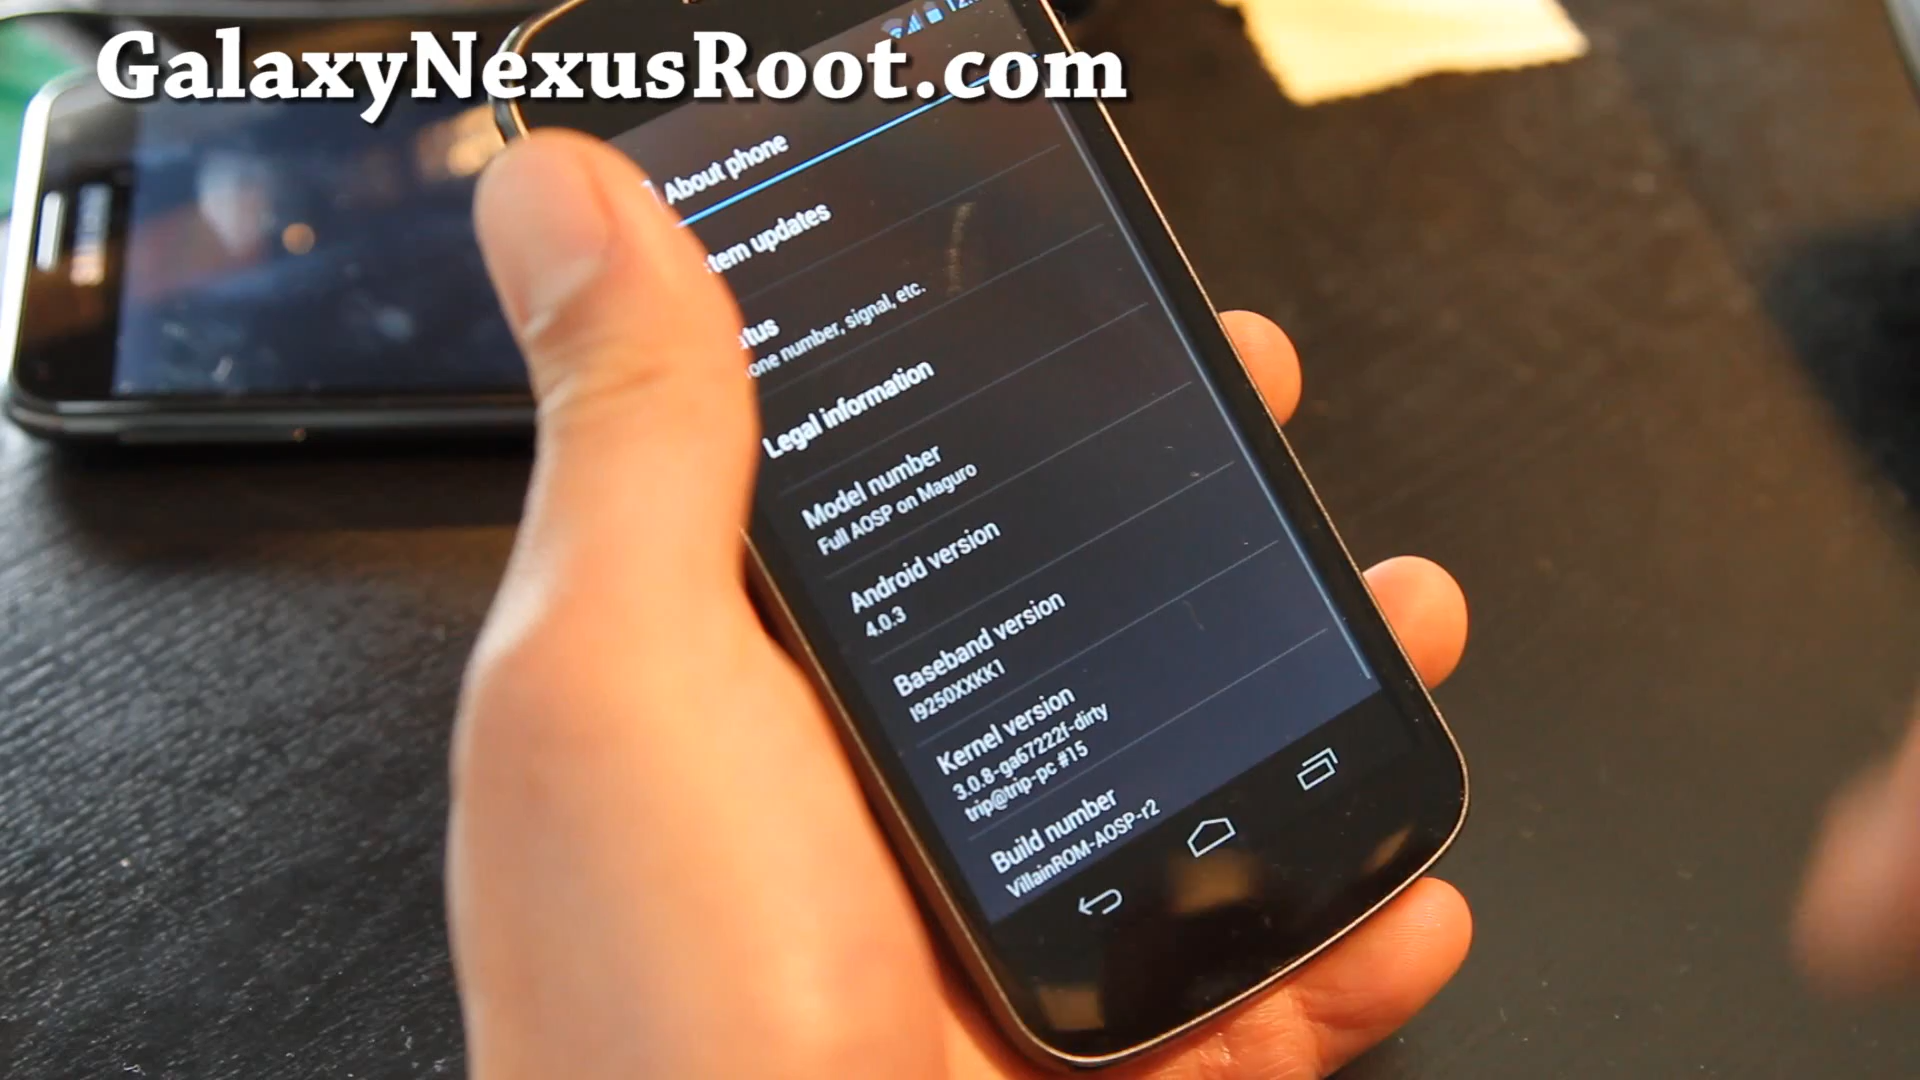 GalaxyNexusRoot.com
About phone
tem updates
tus
one number, signal, etc.
Legal information
Model number
Full AOSP on Maguro
Android version
4.0.3
Baseband version
I9250XXKK1
Kernel version
3.0.8-ga67222f-dirty
trip@trip-pc #15
Build number
VillainROM-AOSP-r2